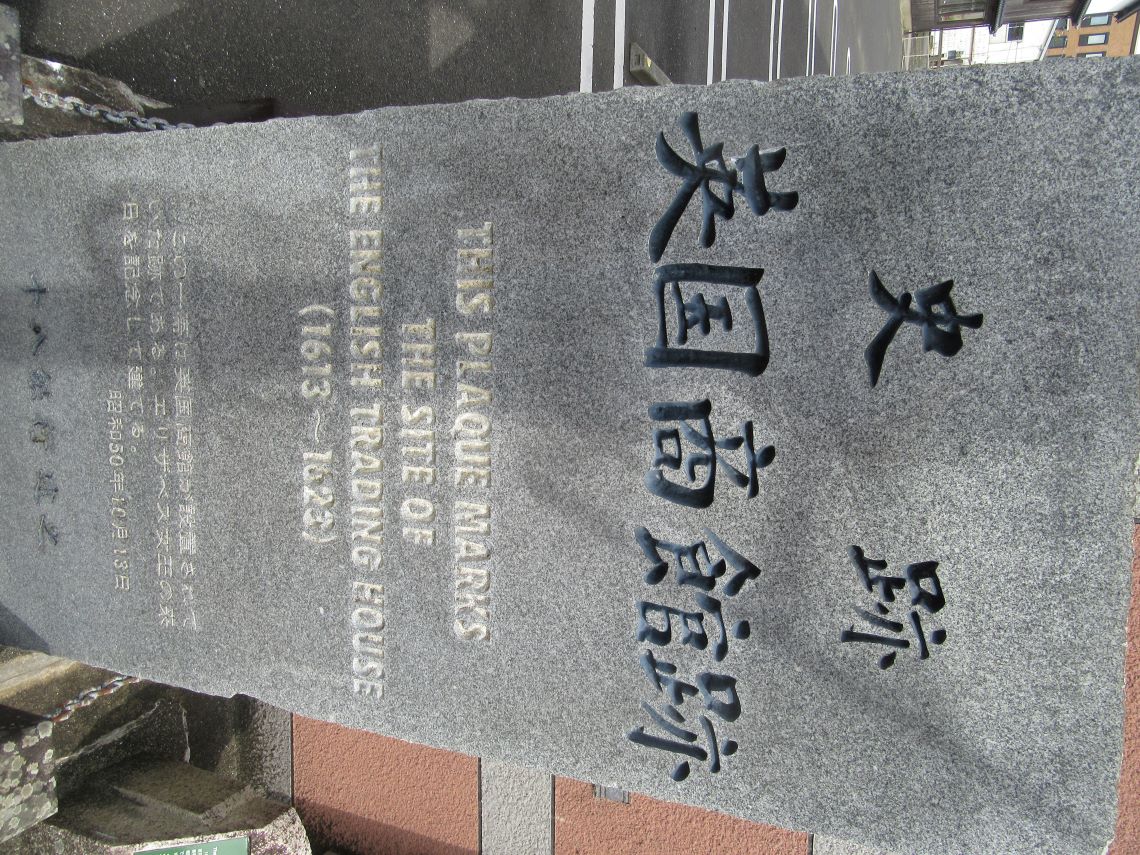 史跡
英国商館跡
THIS PLAQUE MARKS
THE SITE OF
THE ENGLISH TRADING HOUSE
(1613～1623)
この一帯は英国商館が設置されて
いた跡である。エリザベス女王の来
日を記念して建てる。
昭和50年10月13日
十八銀行建之